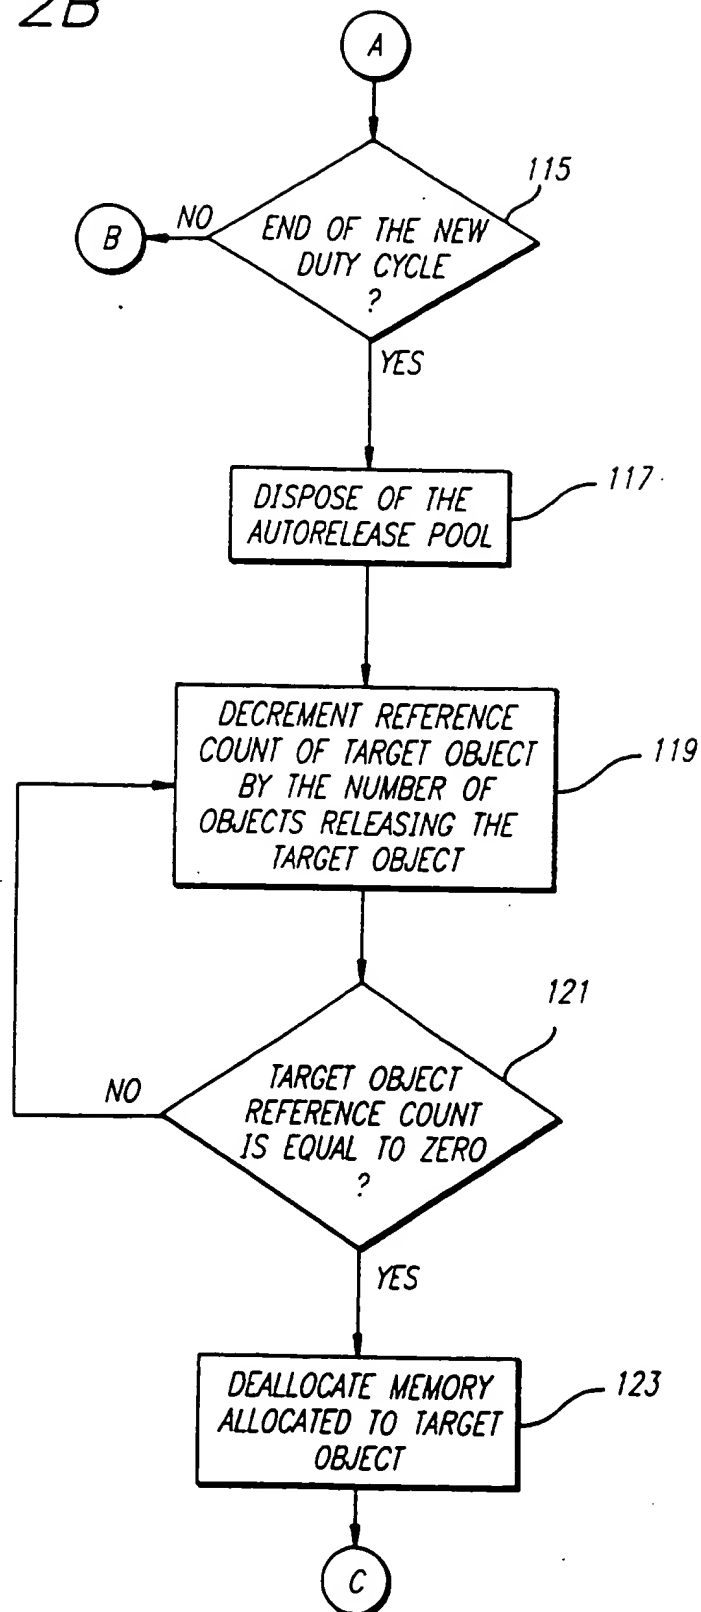 2B
A
115
NO
B
END OF THE NEW
DUTY CYCLE
?
YES
117
DISPOSE OF THE
AUTORELEASE POOL
DECREMENT REFERENCE
COUNT OF TARGET OBJECT
BY THE NUMBER OF
OBJECTS RELEASING THE
TARGET OBJECT
119
121
NO
TARGET OBJECT
REFERENCE COUNT
IS EQUAL TO ZERO
?
YES
DEALLOCATE MEMORY
ALLOCATED TO TARGET
OBJECT
123
C